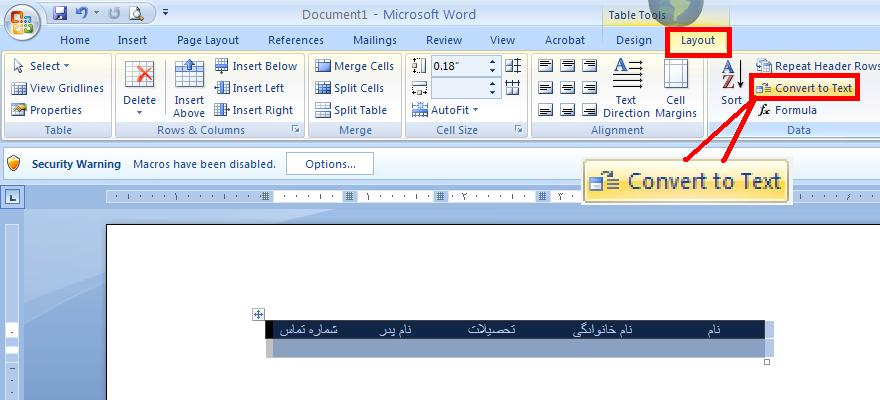 Document1 - Microsoft Word
Table Tools
Home Insert Page Layout References Mailings Review View Acrobat Design Layout
Select
View Gridlines
Properties
Table
Delete
Insert Above
Insert Below
Insert Left
Insert Right
Rows & Columns
Merge Cells
Split Cells
Split Table
Merge
0.18"
AutoFit
Cell Size
Text Direction
Cell Margins
Alignment
Sort
Repeat Header Rows
Convert to Text
Formula
Data
Security Warning Macros have been disabled. Options...
Convert to Text
نام نام خانوانگی تحصیلات نام پدر شماره تماس